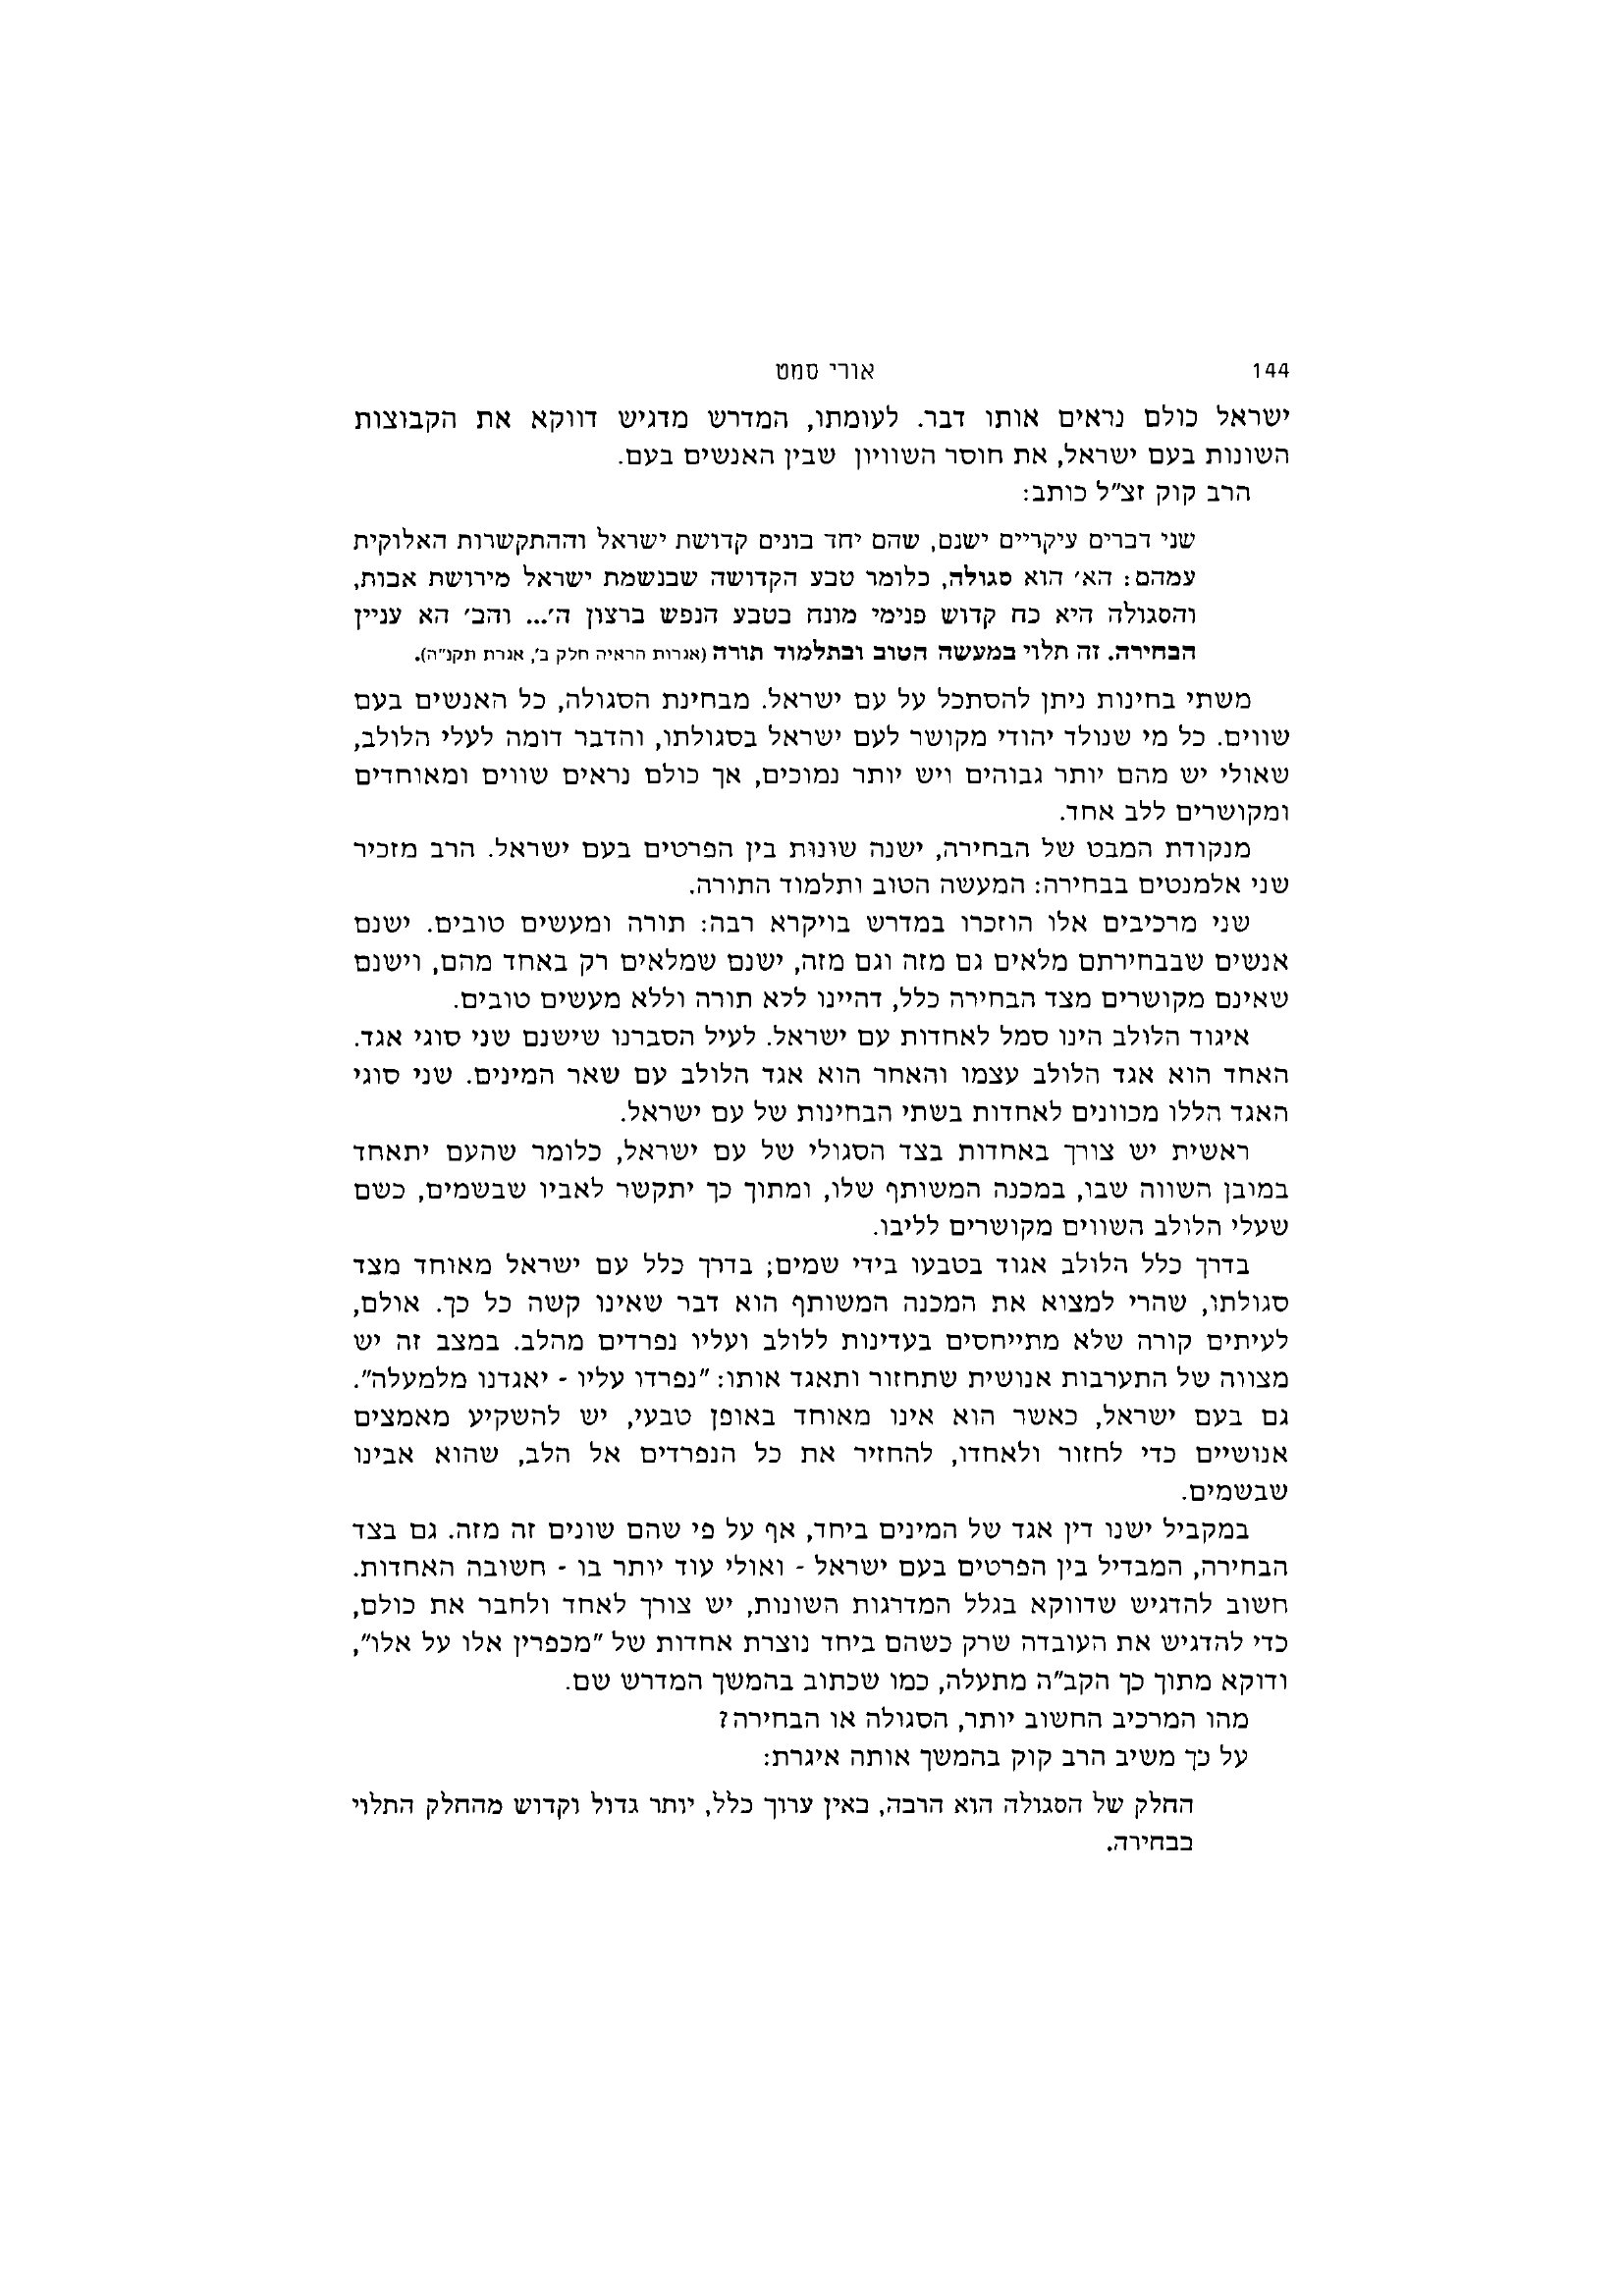 144 אורי סמט
ישראל כולם נראים אותו דבר. לעומתו, המדרש מדגיש דווקא את הקבוצות
השונות בעם ישראל, את חוסר השוויון שבין האנשים בעם.
הרב קוק זצ"ל כותב:
שני דברים עיקריים ישנם, שהם יחד בונים קדושת ישראל וההתקשרות האלוקית
עמהם: הא' הוא סגולה, כלומר טבע הקדושה שבנשמת ישראל מירושת אבות,
והסגולה היא כח קדוש פנימי מונח בטבע הנפש ברצון ה'... והב' הא עניין
הבחירה. זה תלוי במעשה הטוב ובתלמוד תורה (אגרות הראיה חלק ב', אגרת תקנ"ה).
משתי בחינות ניתן להסתכל על עם ישראל. מבחינת הסגולה, כל האנשים בעם
שווים. כל מי שנולד יהודי מקושר לעם ישראל בסגולתו, והדבר דומה לעלי הלולב,
שאולי יש מהם יותר גבוהים ויש יותר נמוכים, אך כולם נראים שווים ומאוחדים
ומקושרים ללב אחד.
מנקודת המבט של הבחירה, ישנה שונות בין הפרטים בעם ישראל. הרב מזכיר
שני אלמנטים בבחירה: המעשה הטוב ותלמוד התורה.
שני מרכיבים אלו הוזכרו במדרש בויקרא רבה: תורה ומעשים טובים. ישנם
אנשים שבבחירתם מלאים גם מזה וגם מזה, ישנם שמלאים רק באחד מהם, וישנם
שאינם מקושרים מצד הבחירה כלל, דהיינו ללא תורה וללא מעשים טובים.
איגוד הלולב הינו סמל לאחדות עם ישראל. לעיל הסברנו שישנם שני סוגי אגד.
האחד הוא אגד הלולב עצמו והאחר הוא אגד הלולב עם שאר המינים. שני סוגי
האגד הללו מכוונים לאחדות בשתי הבחינות של עם ישראל.
ראשית יש צורך באחדות בצד הסגולי של עם ישראל, כלומר שהעם יתאחד
במובן השווה שבו, במכנה המשותף שלו, ומתוך כך יתקשר לאביו שבשמים, כשם
שעלי הלולב השווים מקושרים לליבו.
בדרך כלל הלולב אגוד בטבעו בידי שמים; בדרך כלל עם ישראל מאוחד מצד
סגולתו, שהרי למצוא את המכנה המשותף הוא דבר שאינו קשה כל כך. אולם,
לעיתים קורה שלא מתייחסים בעדינות ללולב ועליו נפרדים מהלב. במצב זה יש
מצווה של התערבות אנושית שתחזור ותאגד אותו: "נפרדו עליו - יאגדנו מלמעלה".
גם בעם ישראל, כאשר הוא אינו מאוחד באופן טבעי, יש להשקיע מאמצים
אנושיים כדי לחזור ולאחדו, להחזיר את כל הנפרדים אל הלב, שהוא אבינו
שבשמים.
במקביל ישנו דין אגד של המינים ביחד, אף על פי שהם שונים זה מזה. גם בצד
הבחירה, המבדיל בין הפרטים בעם ישראל - ואולי עוד יותר בו - חשובה האחדות.
חשוב להדגיש שדווקא בגלל המדרגות השונות, יש צורך לאחד ולחבר את כולם,
כדי להדגיש את העובדה שרק כשהם ביחד נוצרת אחדות של "מכפרין אלו על אלו",
ודוקא מתוך כך הקב"ה מתעלה, כמו שכתוב בהמשך המדרש שם.
מהו המרכיב החשוב יותר, הסגולה או הבחירה?
על כך משיב הרב קוק בהמשך אותה איגרת:
החלק של הסגולה הוא הרבה, באין ערוך כלל, יותר גדול וקדוש מהחלק התלוי
בבחירה.